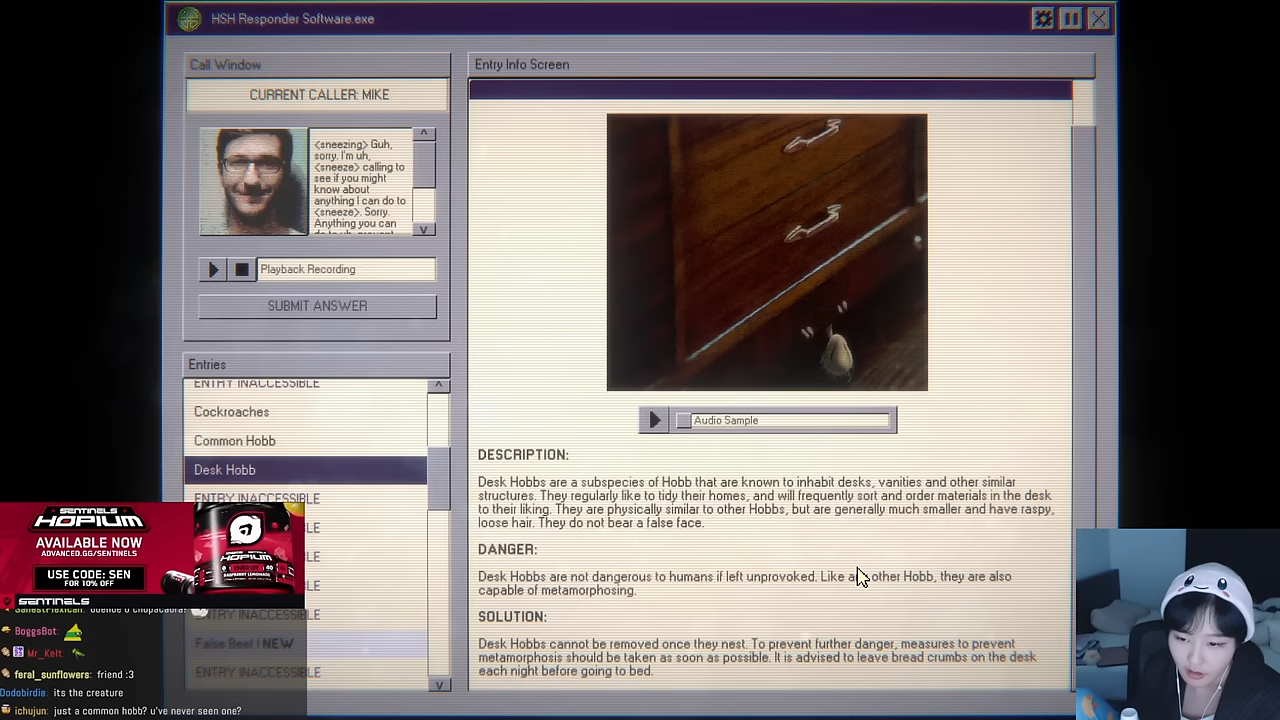 HSH Responder Software.exe
Call Window
CURRENT CALLER: MIKE
<sneezing> Guh,
sorry. I'm uh,
<sneeze> calling to
see if you might
know about
anything I can do to
<sneeze>. Sorry.
Anything you can
Playback Recording
SUBMIT ANSWER
Entries
ENTRY INACCESSIBLE
Cockroaches
Common Hobb
Desk Hobb
ENTRY INACCESSIBLE
False Beet | NEW
ENTRY INACCESSIBLE
Entry Info Screen
Audio Sample
DESCRIPTION:
Desk Hobbs are a subspecies of Hobb that are known to inhabit desks, vanities and other similar
structures. They regularly like to tidy their homes, and will frequently sort and order materials in the desk
to their liking. They are physically similar to other Hobbs, but are generally much smaller and have raspy,
loose hair. They do not bear a false face.
DANGER:
Desk Hobbs are not dangerous to humans if left unprovoked. Like other Hobb, they are also
capable of metamorphosing.
SOLUTION:
Desk Hobbs cannot be removed once they nest. To prevent further danger, measures to prevent
metamorphosis should be taken as soon as possible. It is advised to leave bread crumbs on the desk
each night before going to bed.
SENTINELS
HOPIUM
AVAILABLE NOW
ADVANCED.GG/SENTINELS
USE CODE: SEN
FOR 10% OFF
SENTINELS
HOPIUM
BoggsBot:
Mr_Kelt:
feral_sunflowers: friend :3
Dodobirdie: its the creature
ichujun: just a common hobb? u've never seen one?